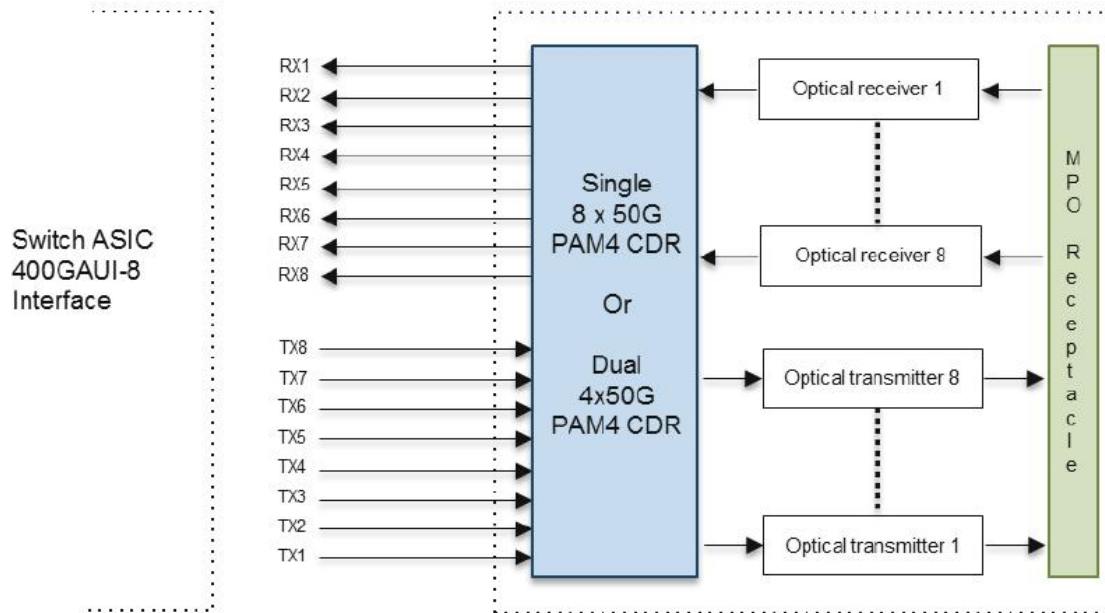 Switch ASIC
400GAUI-8
Interface
RX1
RX2
RX3
RX4
RX5
RX6
RX7
RX8
TX8
TX7
TX6
TX5
TX4
TX3
TX2
TX1
Single
8 x 50G
PAM4 CDR
Or
Dual
4x50G
PAM4 CDR
Optical receiver 1
Optical receiver 8
Optical transmitter 8
Optical transmitter 1
MPO Receptacle